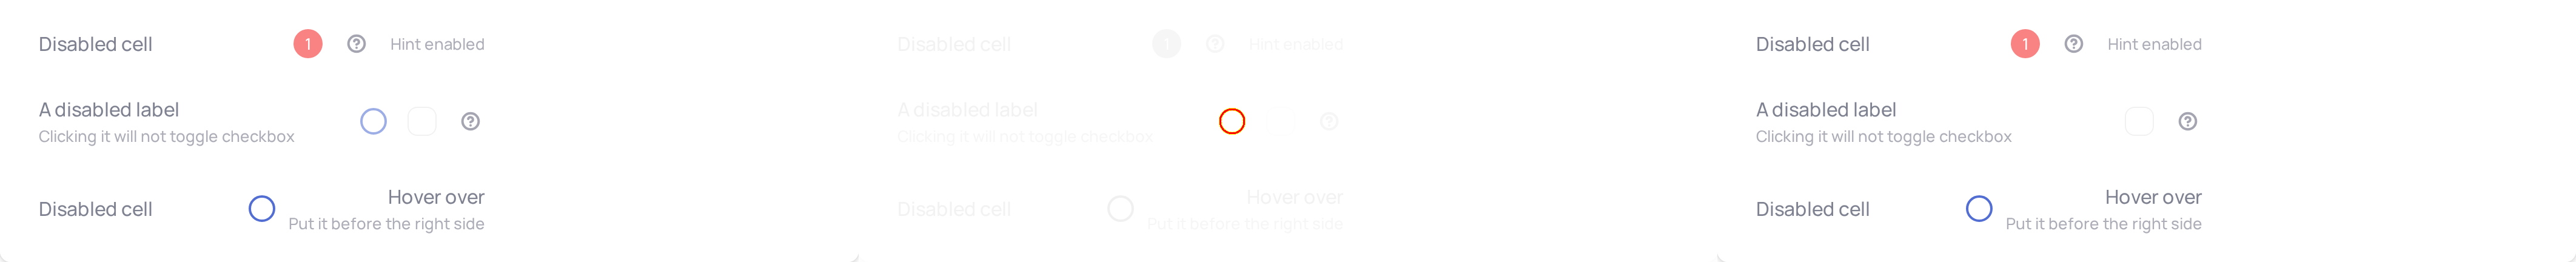 Disabled cell 1 Hint enabled
A disabled label
Clicking it will not toggle checkbox
Disabled cell Hover over
Put it before the right side
Disabled cell 1 Hint enabled
A disabled label
Clicking it will not toggle checkbox
Disabled cell Hover over
Put it before the right side
Disabled cell 1 Hint enabled
A disabled label
Clicking it will not toggle checkbox
Disabled cell Hover over
Put it before the right side